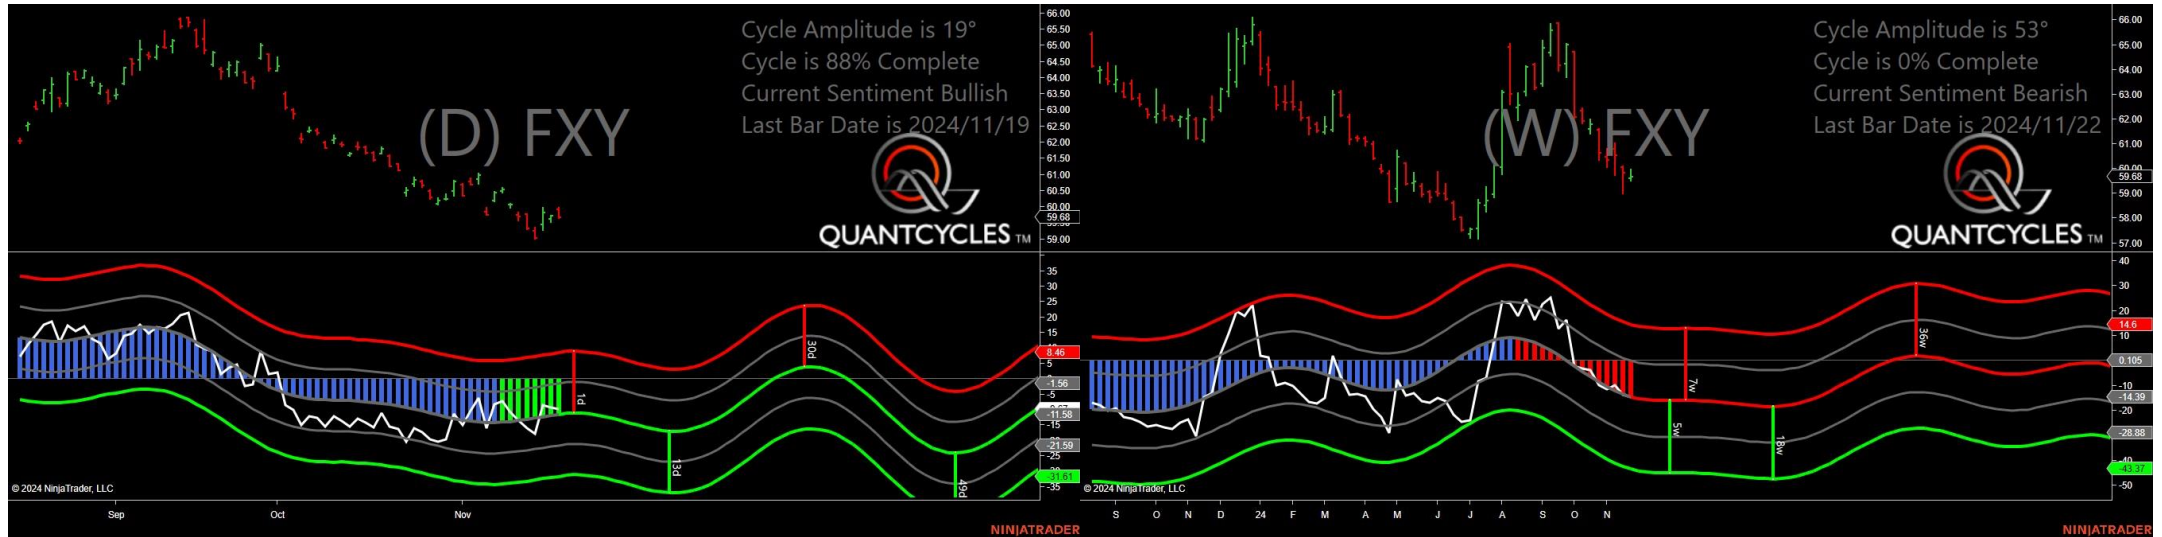 Cycle Amplitude is 19°
Cycle is 88% Complete
Current Sentiment Bullish
Last Bar Date is 2024/11/19
(D) FXY
QUANTCYCLES TM
66.00
65.50
65.00
64.50
64.00
63.50
63.00
62.50
62.00
61.50
61.00
60.50
60.00
59.68
59.00
35
30
25
20
15
8.46
5
-1.56
-5
-11.58
-15
-21.59
-25
-31.61
-35
1d
13d
30d
49d
© 2024 NinjaTrader, LLC
Sep
Oct
Nov
NINJATRADER
Cycle Amplitude is 53°
Cycle is 0% Complete
Current Sentiment Bearish
Last Bar Date is 2024/11/22
(W) FXY
QUANTCYCLES TM
66.00
65.00
64.00
63.00
62.00
61.00
59.68
59.00
58.00
57.00
40
30
20
14.6
10
0.105
-10
-14.39
-20
-28.88
-40
-43.37
-50
5w
7w
18w
36w
© 2024 NinjaTrader, LLC
S
O
N
D
24
F
M
A
M
J
J
A
S
O
N
NINJATRADER